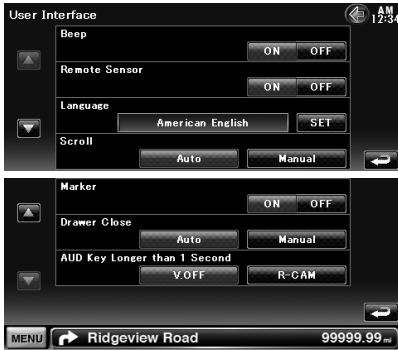 User Interface
AM
12:34
Beep
ON OFF
Remote Sensor
ON OFF
Language
American English SET
Scroll
Auto Manual
Marker
ON OFF
Drawer Close
Auto Manual
AUD Key Longer than 1 Second
V.OFF R-CAM
MENU Ridgeview Road 99999.99 mi